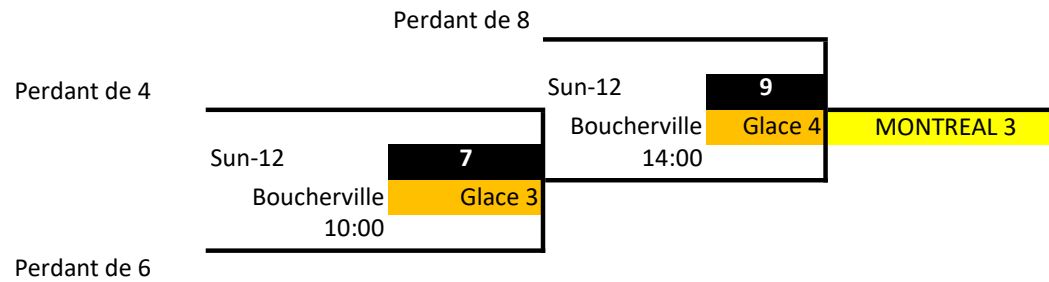 Perdant de 8
Perdant de 4
Sun-12 9
Boucherville Glace 4 MONTREAL 3
14:00
Sun-12 7
Boucherville Glace 3
10:00
Perdant de 6